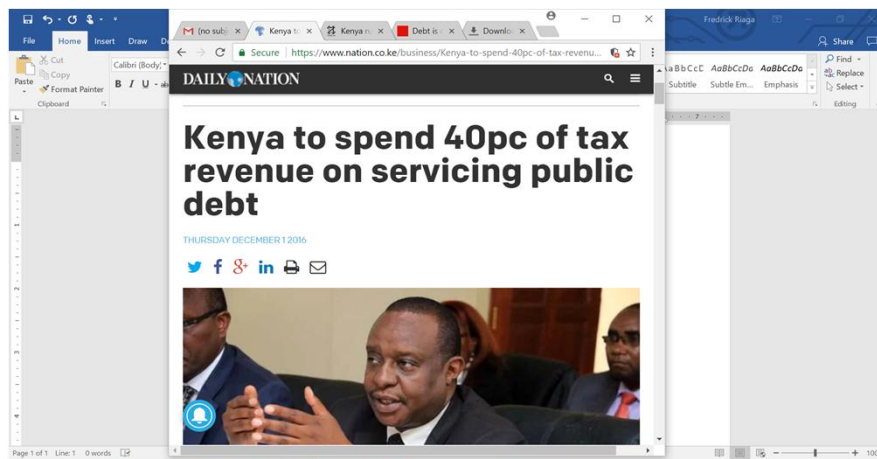 Fredrick Riaga
File Home Insert Draw
Share
M (no subj
Kenya to
Kenya
Debt is
Downlo
Secure https://www.nation.co.ke/business/Kenya-to-spend-40pc-of-tax-revenu...
Cut
Copy
Format Painter
Paste
Clipboard
Calibri (Body)
B I U
Subtitle
AaBbCcDc
Subtle Em...
AaBbCcDc
Emphasis
Find
Replace
Select
Editing
DAILY NATION
Kenya to spend 40pc of tax
revenue on servicing public
debt
THURSDAY DECEMBER 1 2016
Page 1 of 1 Line: 1 0 words